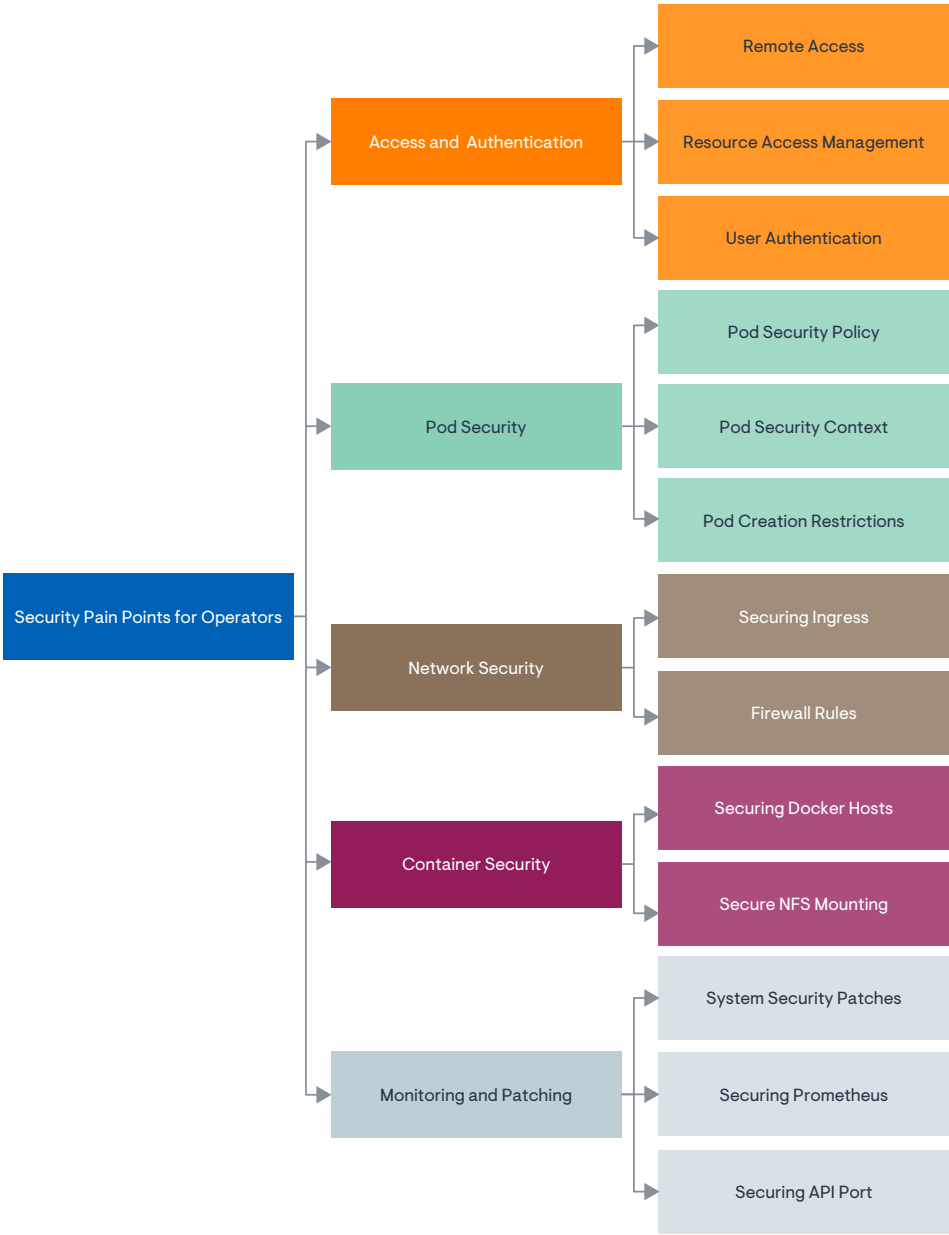 Security Pain Points for Operators
Access and  Authentication
Remote Access
Resource Access Management
User Authentication
Pod Security
Pod Security Policy
Pod Security Context
Pod Creation Restrictions
Network Security
Securing Ingress
Firewall Rules
Container Security
Securing Docker Hosts
Secure NFS Mounting
Monitoring and Patching
System Security Patches
Securing Prometheus
Securing API Port